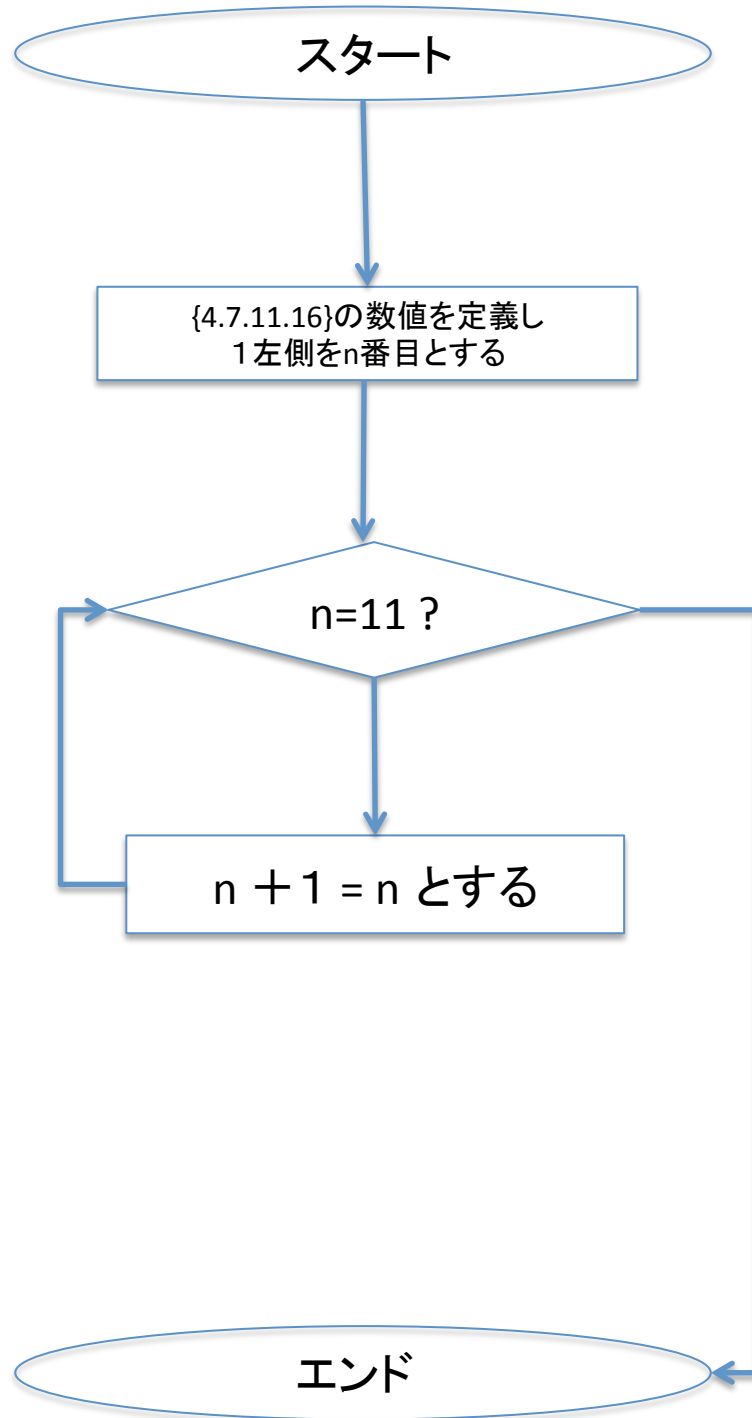 スタート
{4.7.11.16}の数値を定義し
１左側をn番目とする
n=11 ?
n ＋１ = n とする
エンド